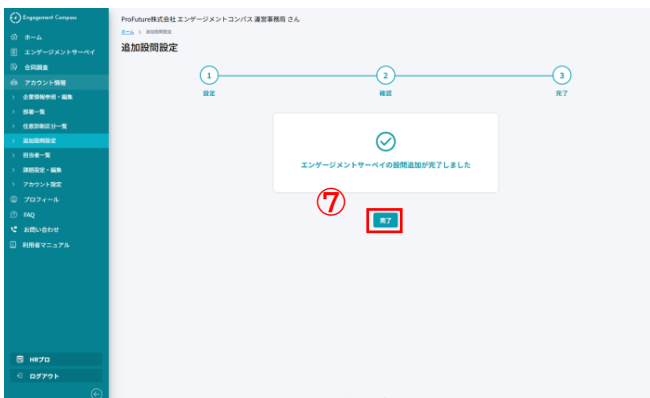 Engagement Compass
ProFuture株式会社 エンゲージメントコンパス 運営事務局 さん
ホーム > 追加設問設定
追加設問設定
ホーム
エンゲージメントサーベイ
合同調査
アカウント情報
企業情報参照・編集
部署一覧
任意診断区分一覧
追加設問設定
担当者一覧
課題設定・編集
アカウント設定
プロフィール
FAQ
お問い合わせ
利用者マニュアル
HRプロ
ログアウト
1
設定
2
確認
3
完了
エンゲージメントサーベイの設問追加が完了しました
⑦
完了